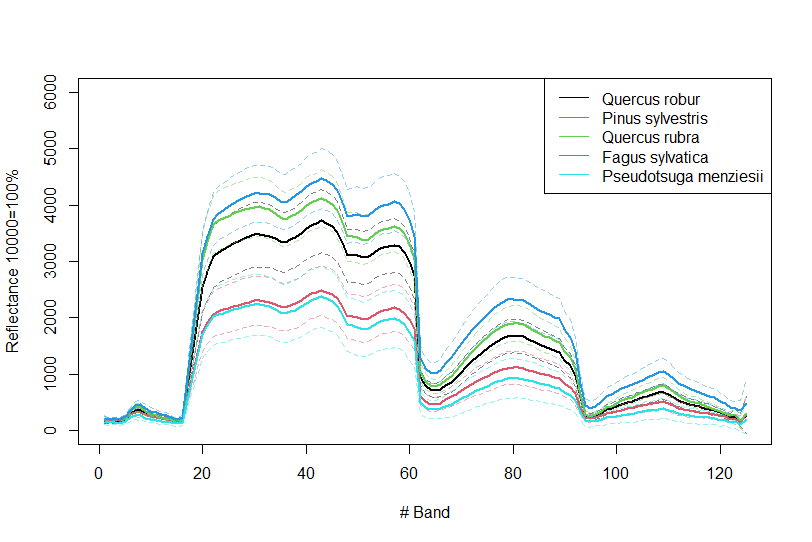 6000
5000
4000
3000
2000
1000
0
Reflectance 10000=100%
Quercus robur
Pinus sylvestris
Quercus rubra
Fagus sylvatica
Pseudotsuga menziesii
0 20 40 60 80 100 120
# Band